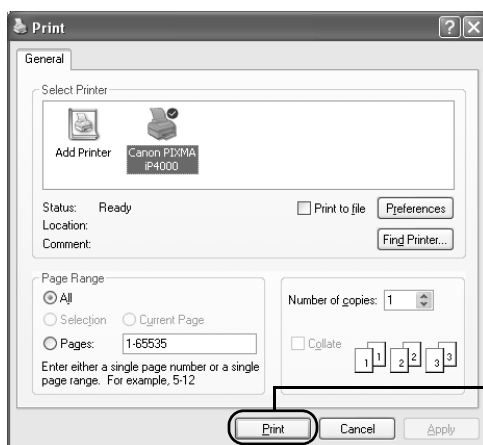 Print
General
Select Printer
Add Printer
Canon PIXMA
iP4000
Status: Ready
Location:
Comment:
Print to file
Preferences
Find Printer...
Page Range
All
Selection
Current Page
Pages: 1-65535
Enter either a single page number or a single
page range. For example, 5-12
Number of copies: 1
Collate
1 1 2 2 3 3
Print
Cancel
Apply